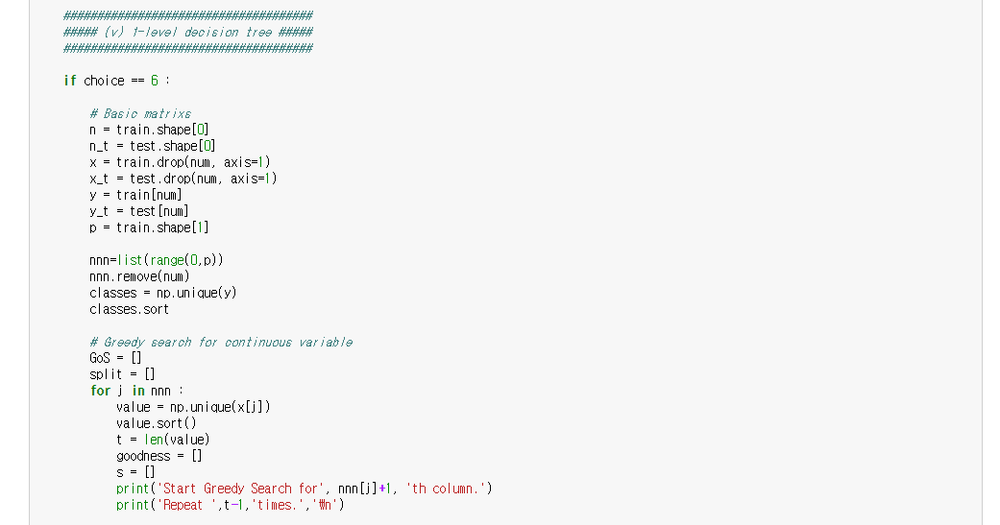 #####################################
##### (v) 1-level decision tree #####
#####################################
if choice == 6 :
# Basic matrixs
n = train.shape[0]
n_t = test.shape[0]
x = train.drop(num, axis=1)
x_t = test.drop(num, axis=1)
y = train[num]
y_t = test[num]
p = train.shape[1]
nnn=list(range(0,p))
nnn.remove(num)
classes = np.unique(y)
classes.sort
# Greedy search for continuous variable
GoS = []
split = []
for j in nnn :
value = np.unique(x[j])
value.sort()
t = len(value)
goodness = []
s = []
print('Start Greedy Search for', nnn[j]+1, 'th column.')
print('Repeat ',t-1,'times.','₩n')